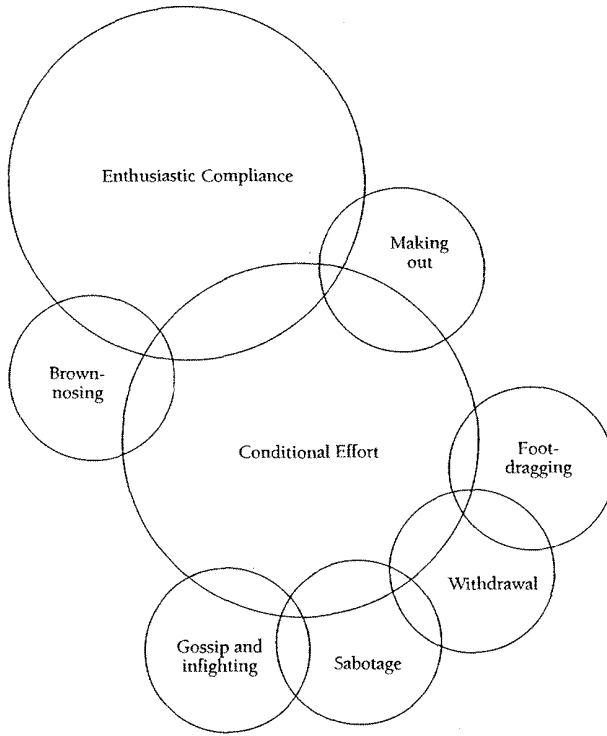 Enthusiastic Compliance
Making
out
Brown-
nosing
Conditional Effort
Foot-
dragging
Withdrawal
Gossip and
infighting
Sabotage